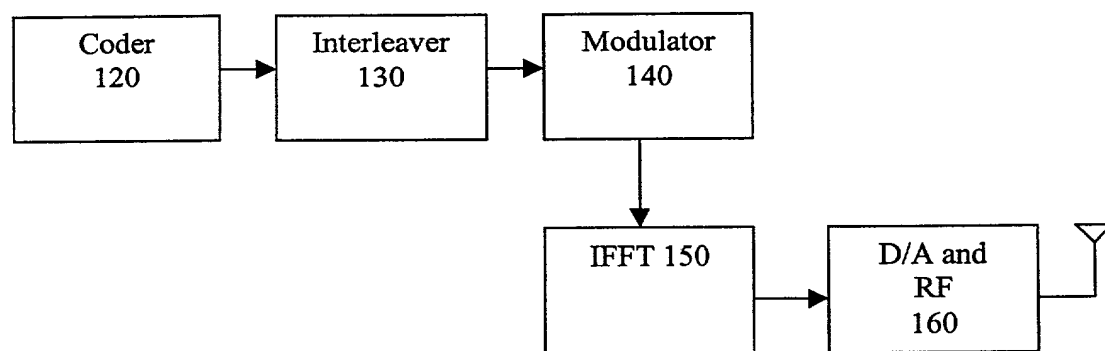 Coder
120
Interleaver
130
Modulator
140
IFFT 150
D/A and
RF
160